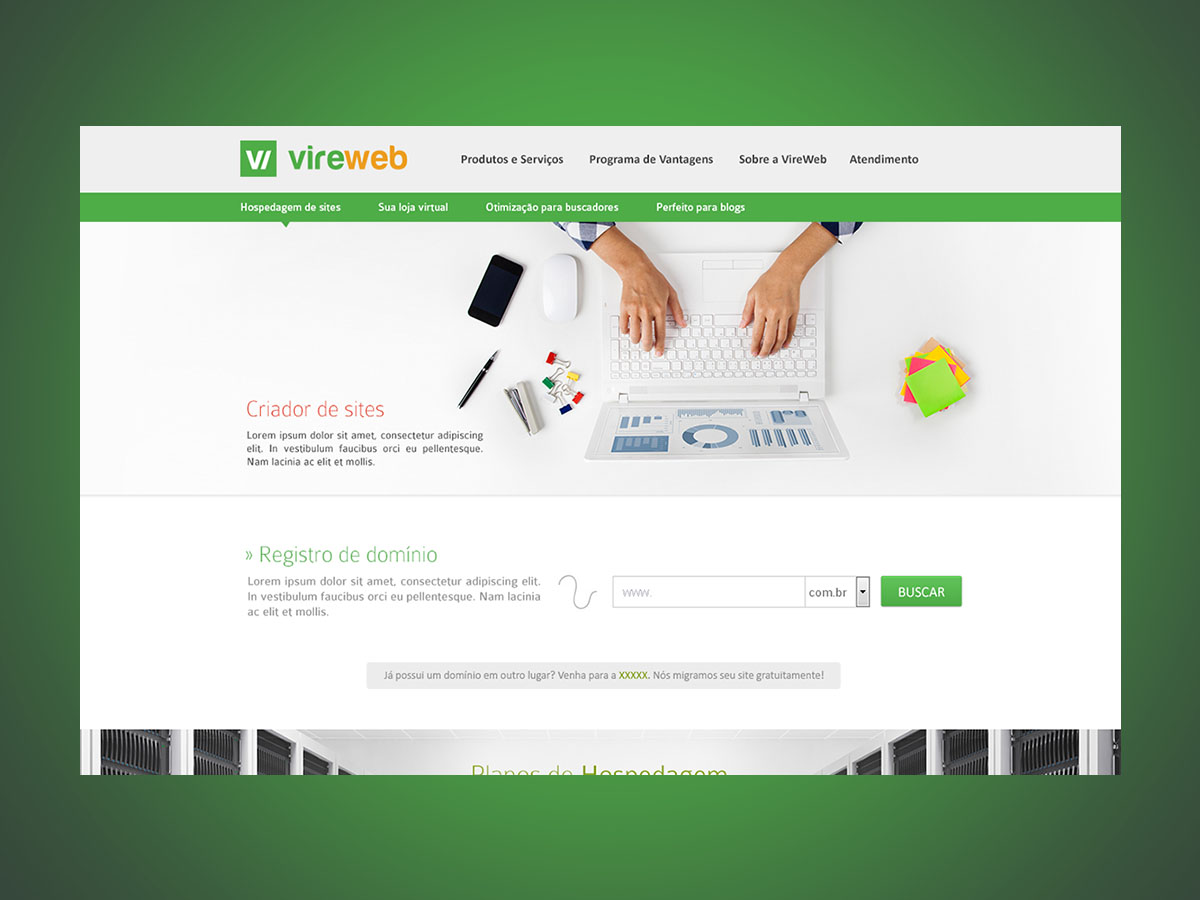 vireweb
Produtos e Serviços Programa de Vantagens Sobre a VireWeb Atendimento
Hospedagem de sites Sua loja virtual Otimização para buscadores Perfeito para blogs
Criador de sites
Lorem ipsum dolor sit amet, consectetur adipiscing
elit. In vestibulum faucibus orci eu pellentesque.
Nam lacinia ac elit et mollis.
» Registro de domínio
Lorem ipsum dolor sit amet, consectetur adipiscing elit.
In vestibulum faucibus orci eu pellentesque. Nam lacinia
ac elit et mollis.
www. com.br BUSCAR
Já possui um domínio em outro lugar? Venha para a XXXXX. Nós migramos seu site gratuitamente!
Planos de Hospedagem